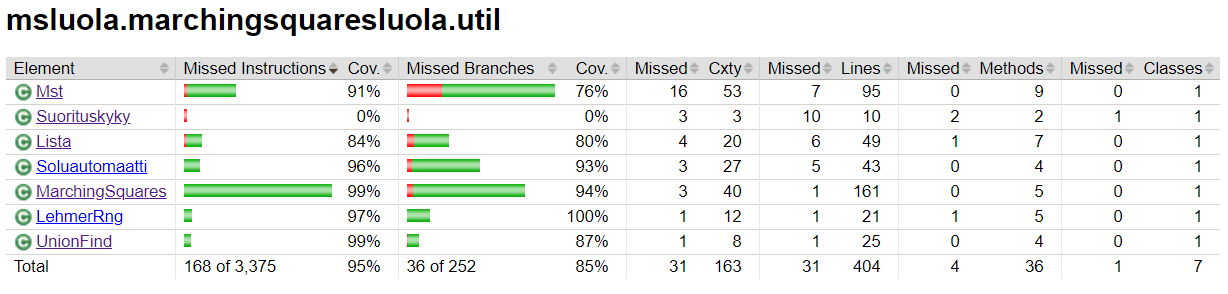 msluola.marchingsquaresluola.util
Element Missed Instructions Cov. Missed Branches Cov. Missed Cxty Missed Lines Missed Methods Missed Classes
C Mst 91% 76% 16 53 7 95 0 9 0 1
C Suorituskyky 0% 0% 3 3 10 10 2 2 1 1
C Lista 84% 80% 4 20 6 49 1 7 0 1
C Soluautomaatti 96% 93% 3 27 5 43 0 4 0 1
C MarchingSquares 99% 94% 3 40 1 161 0 5 0 1
C LehmerRng 97% 100% 1 12 1 21 1 5 0 1
C UnionFind 99% 87% 1 8 1 25 0 4 0 1
Total 168 of 3,375 95% 36 of 252 85% 31 163 31 404 4 36 1 7